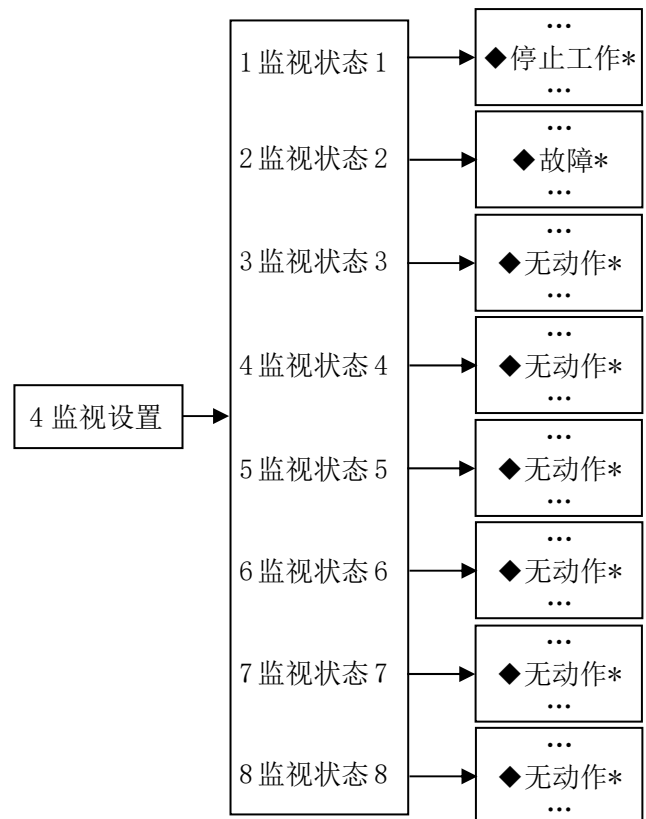 1监视状态1
…
◆停止工作*
…
2监视状态2
…
◆故障*
…
3监视状态3
…
◆无动作*
…
4监视状态4
…
◆无动作*
…
4 监视设置
5监视状态5
…
◆无动作*
…
6监视状态6
…
◆无动作*
…
7监视状态7
…
◆无动作*
…
8监视状态8
…
◆无动作*
…